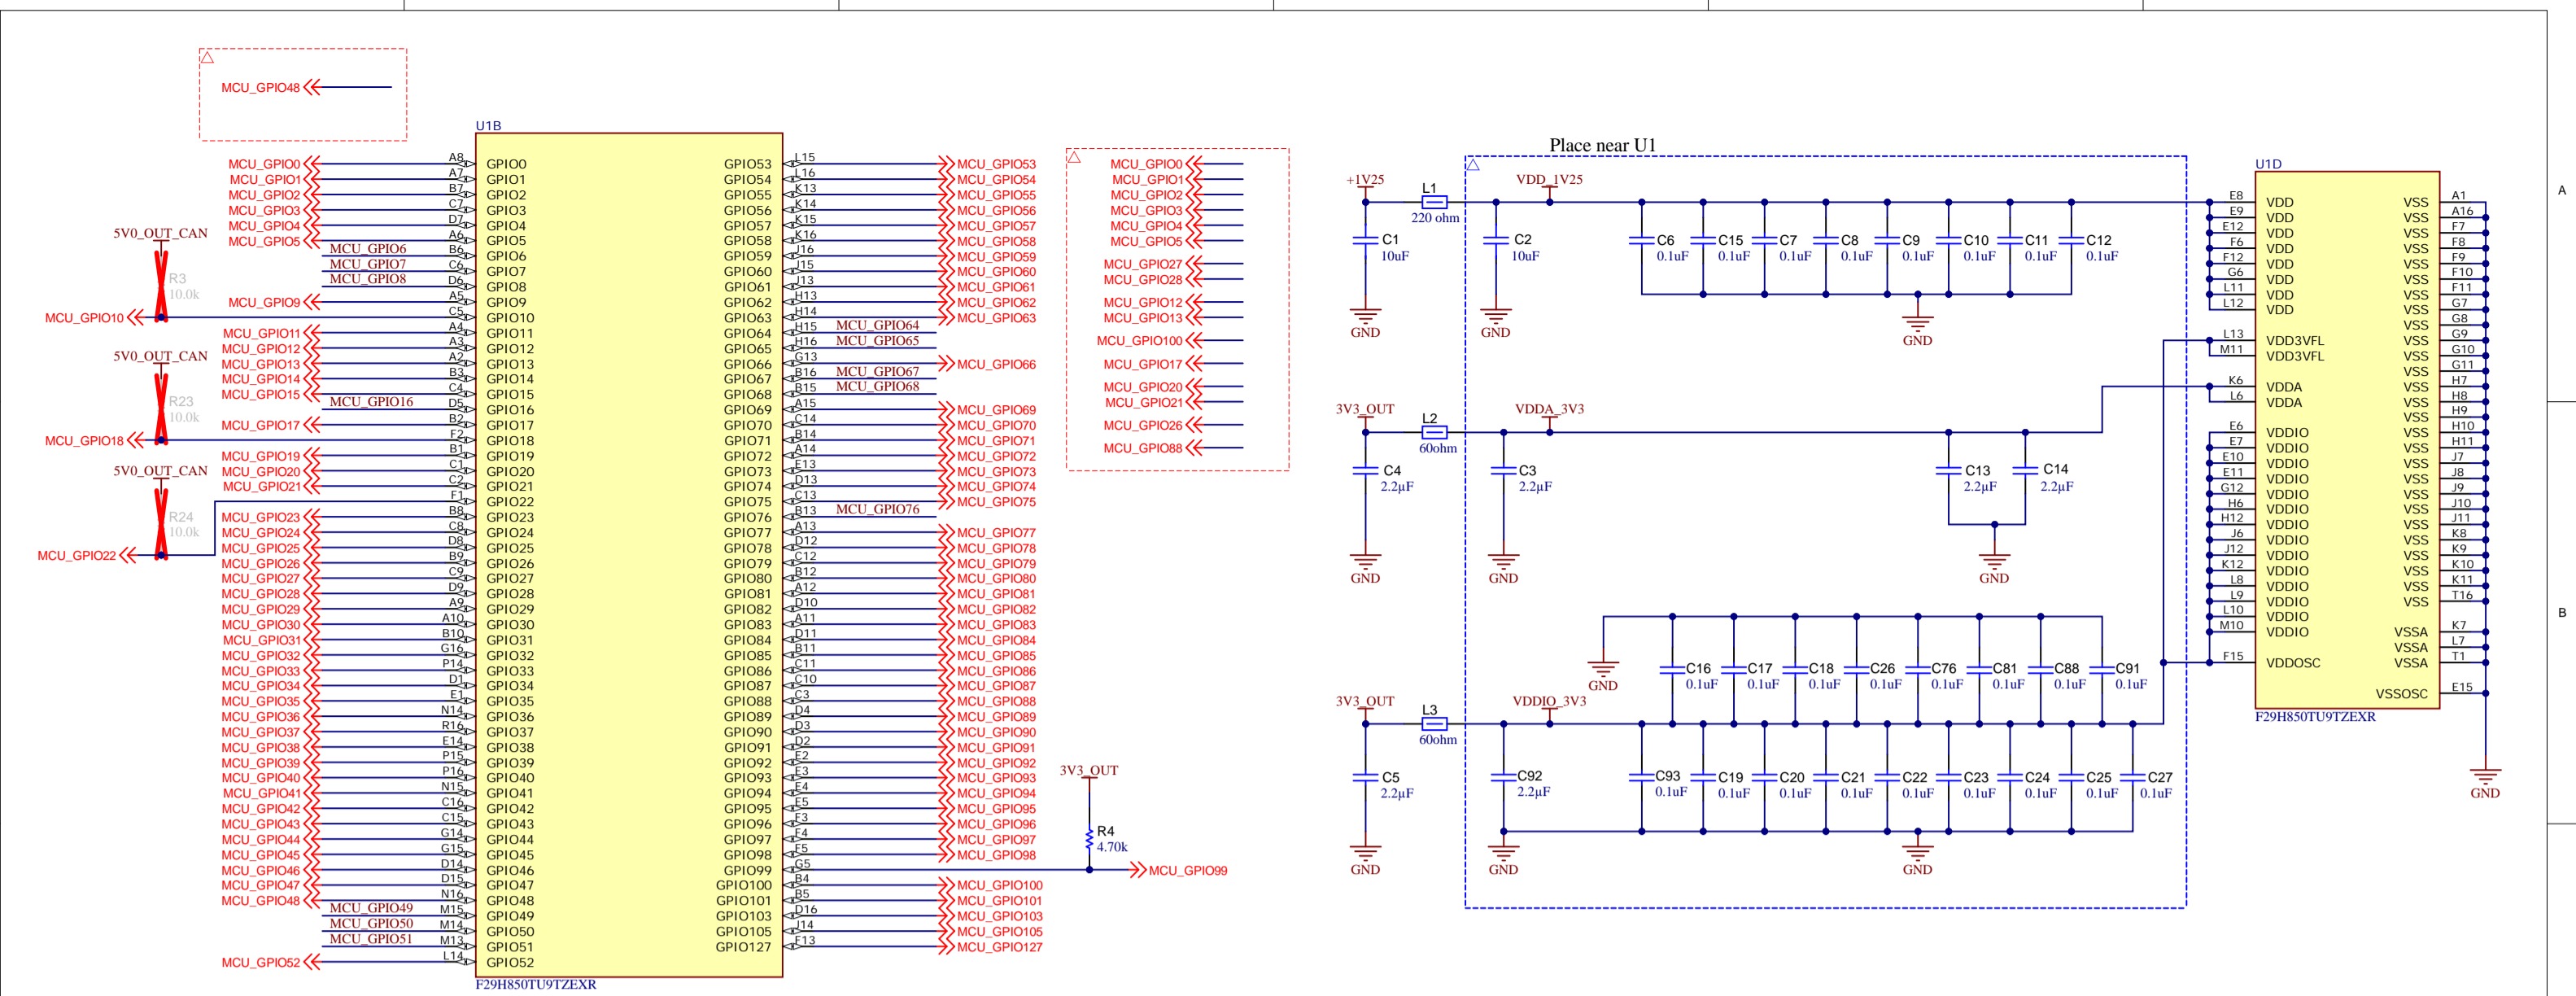 MCU_GPIO48
U1B
MCU_GPIO0 A8 GPIO0 GPIO53 L15 MCU_GPIO53
MCU_GPIO1 A7 GPIO1 GPIO54 L16 MCU_GPIO54
MCU_GPIO2 B7 GPIO2 GPIO55 K13 MCU_GPIO55
MCU_GPIO3 C7 GPIO3 GPIO56 K14 MCU_GPIO56
MCU_GPIO4 D7 GPIO4 GPIO57 K15 MCU_GPIO57
MCU_GPIO5 A6 GPIO5 GPIO58 K16 MCU_GPIO58
MCU_GPIO6 B6 GPIO6 GPIO59 J16 MCU_GPIO59
MCU_GPIO7 C6 GPIO7 GPIO60 J15 MCU_GPIO60
MCU_GPIO8 D6 GPIO8 GPIO61 J13 MCU_GPIO61
MCU_GPIO9 A5 GPIO9 GPIO62 H13 MCU_GPIO62
MCU_GPIO10 C5 GPIO10 GPIO63 H14 MCU_GPIO63
MCU_GPIO11 A4 GPIO11 GPIO64 H15 MCU_GPIO64
MCU_GPIO12 A3 GPIO12 GPIO65 H16 MCU_GPIO65
MCU_GPIO13 A2 GPIO13 GPIO66 G13 MCU_GPIO66
MCU_GPIO14 B3 GPIO14 GPIO67 B16 MCU_GPIO67
MCU_GPIO15 C4 GPIO15 GPIO68 B15 MCU_GPIO68
MCU_GPIO16 D5 GPIO16 GPIO69 A15 MCU_GPIO69
MCU_GPIO17 B2 GPIO17 GPIO70 C14 MCU_GPIO70
MCU_GPIO18 F2 GPIO18 GPIO71 B14 MCU_GPIO71
MCU_GPIO19 B1 GPIO19 GPIO72 A14 MCU_GPIO72
MCU_GPIO20 C1 GPIO20 GPIO73 E13 MCU_GPIO73
MCU_GPIO21 C2 GPIO21 GPIO74 D13 MCU_GPIO74
MCU_GPIO22 F1 GPIO22 GPIO75 C13 MCU_GPIO75
MCU_GPIO23 B8 GPIO23 GPIO76 B13 MCU_GPIO76
MCU_GPIO24 C8 GPIO24 GPIO77 A13 MCU_GPIO77
MCU_GPIO25 D8 GPIO25 GPIO78 D12 MCU_GPIO78
MCU_GPIO26 B9 GPIO26 GPIO79 C12 MCU_GPIO79
MCU_GPIO27 C9 GPIO27 GPIO80 B12 MCU_GPIO80
MCU_GPIO28 D9 GPIO28 GPIO81 A12 MCU_GPIO81
MCU_GPIO29 A9 GPIO29 GPIO82 D10 MCU_GPIO82
MCU_GPIO30 A10 GPIO30 GPIO83 A11 MCU_GPIO83
MCU_GPIO31 B10 GPIO31 GPIO84 D11 MCU_GPIO84
MCU_GPIO32 G16 GPIO32 GPIO85 B11 MCU_GPIO85
MCU_GPIO33 P14 GPIO33 GPIO86 C11 MCU_GPIO86
MCU_GPIO34 D1 GPIO34 GPIO87 C10 MCU_GPIO87
MCU_GPIO35 E1 GPIO35 GPIO88 C3 MCU_GPIO88
MCU_GPIO36 N14 GPIO36 GPIO89 D4 MCU_GPIO89
MCU_GPIO37 R16 GPIO37 GPIO90 D3 MCU_GPIO90
MCU_GPIO38 E14 GPIO38 GPIO91 D2 MCU_GPIO91
MCU_GPIO39 P15 GPIO39 GPIO92 E2 MCU_GPIO92
MCU_GPIO40 P16 GPIO40 GPIO93 E3 MCU_GPIO93
MCU_GPIO41 N15 GPIO41 GPIO94 E4 MCU_GPIO94
MCU_GPIO42 C16 GPIO42 GPIO95 E5 MCU_GPIO95
MCU_GPIO43 C15 GPIO43 GPIO96 F3 MCU_GPIO96
MCU_GPIO44 G14 GPIO44 GPIO97 F4 MCU_GPIO97
MCU_GPIO45 G15 GPIO45 GPIO98 F5 MCU_GPIO98
MCU_GPIO46 D14 GPIO46 GPIO99 G5 MCU_GPIO99
MCU_GPIO47 D15 GPIO47 GPIO100 B4 MCU_GPIO100
MCU_GPIO48 N16 GPIO48 GPIO101 B5 MCU_GPIO101
MCU_GPIO49 M15 GPIO49 GPIO103 D16 MCU_GPIO103
MCU_GPIO50 M14 GPIO50 GPIO105 J14 MCU_GPIO105
MCU_GPIO51 M13 GPIO51 GPIO127 F13 MCU_GPIO127
MCU_GPIO52 L14 GPIO52
F29H850TU9TZEXR
5V0_OUT_CAN
R3
10.0k
5V0_OUT_CAN
R23
10.0k
5V0_OUT_CAN
R24
10.0k
3V3_OUT
R4
4.70k
MCU_GPIO0
MCU_GPIO1
MCU_GPIO2
MCU_GPIO3
MCU_GPIO4
MCU_GPIO5
MCU_GPIO27
MCU_GPIO28
MCU_GPIO12
MCU_GPIO13
MCU_GPIO100
MCU_GPIO17
MCU_GPIO20
MCU_GPIO21
MCU_GPIO26
MCU_GPIO88
Place near U1
+1V25 L1 VDD_1V25
220 ohm
C1 C2 C6 C15 C7 C8 C9 C10 C11 C12
10uF 10uF 0.1uF 0.1uF 0.1uF 0.1uF 0.1uF 0.1uF 0.1uF 0.1uF
GND GND GND
3V3_OUT L2 VDDA_3V3
60ohm
C4 C3 C13 C14
2.2µF 2.2µF 2.2µF 2.2µF
GND GND GND
C16 C17 C18 C26 C76 C81 C88 C91
GND 0.1uF 0.1uF 0.1uF 0.1uF 0.1uF 0.1uF 0.1uF 0.1uF
3V3_OUT L3 VDDIO_3V3
60ohm
C5 C92 C93 C19 C20 C21 C22 C23 C24 C25 C27
2.2µF 2.2µF 0.1uF 0.1uF 0.1uF 0.1uF 0.1uF 0.1uF 0.1uF 0.1uF 0.1uF
GND GND GND
U1D
E8 VDD VSS A1
E9 VDD VSS A16
E12 VDD VSS F7
F6 VDD VSS F8
F12 VDD VSS F9
G6 VDD VSS F10
L11 VDD VSS F11
L12 VDD VSS G7
VSS G8
L13 VDD3VFL VSS G9
M11 VDD3VFL VSS G10
VSS G11
K6 VDDA VSS H7
L6 VDDA VSS H8
VSS H9
E6 VDDIO VSS H10
E7 VDDIO VSS H11
E10 VDDIO VSS J7
E11 VDDIO VSS J8
G12 VDDIO VSS J9
H6 VDDIO VSS J10
H12 VDDIO VSS J11
J6 VDDIO VSS K8
J12 VDDIO VSS K9
K12 VDDIO VSS K10
L8 VDDIO VSS K11
L9 VDDIO VSS T16
L10 VDDIO
M10 VDDIO VSSA K7
VSSA L7
F15 VDDOSC VSSA T1
VSSOSC E15
F29H850TU9TZEXR
GND
A
B